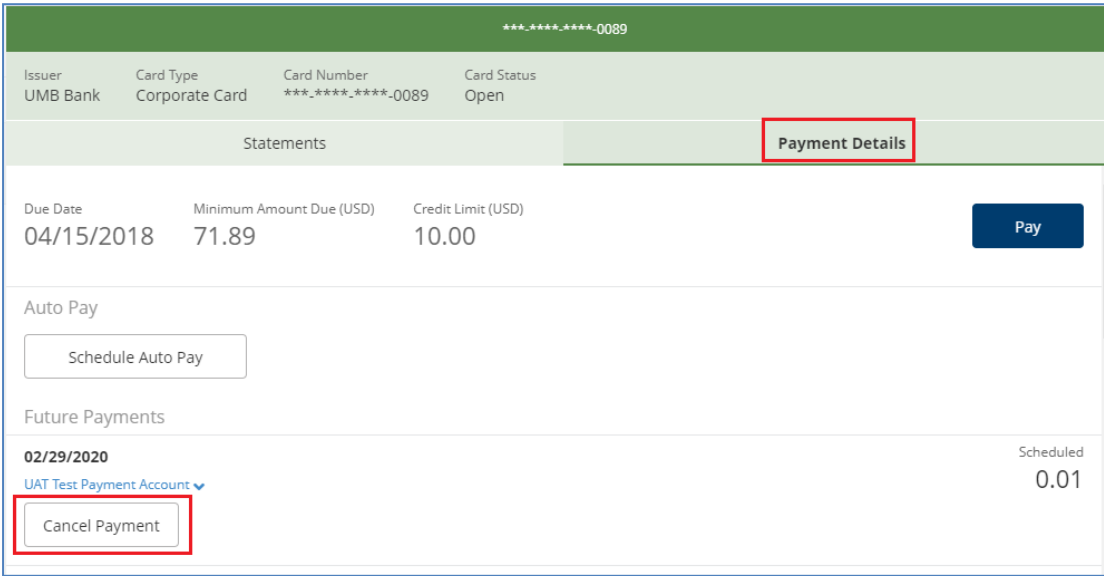 ***-****-****-0089
Issuer Card Type Card Number Card Status
UMB Bank Corporate Card ***-****-****-0089 Open
Statements Payment Details
Due Date Minimum Amount Due (USD) Credit Limit (USD)
04/15/2018 71.89 10.00
Pay
Auto Pay
Schedule Auto Pay
Future Payments
02/29/2020 Scheduled
UAT Test Payment Account 0.01
Cancel Payment